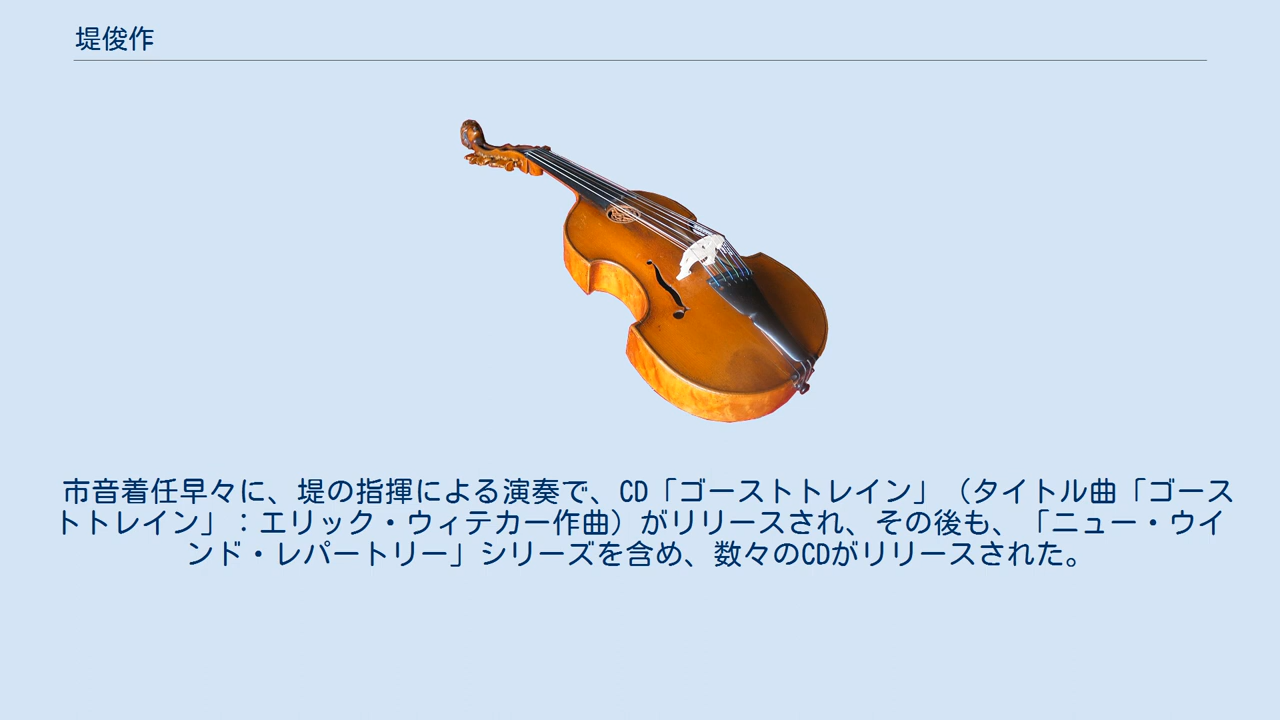 堤俊作
市音着任早々に、堤の指揮による演奏で、CD「ゴーストトレイン」（タイトル曲「ゴース
トトレイン」：エリック・ウィテカー作曲）がリリースされ、その後も、「ニュー・ウイ
ンド・レパートリー」シリーズを含め、数々のCDがリリースされた。